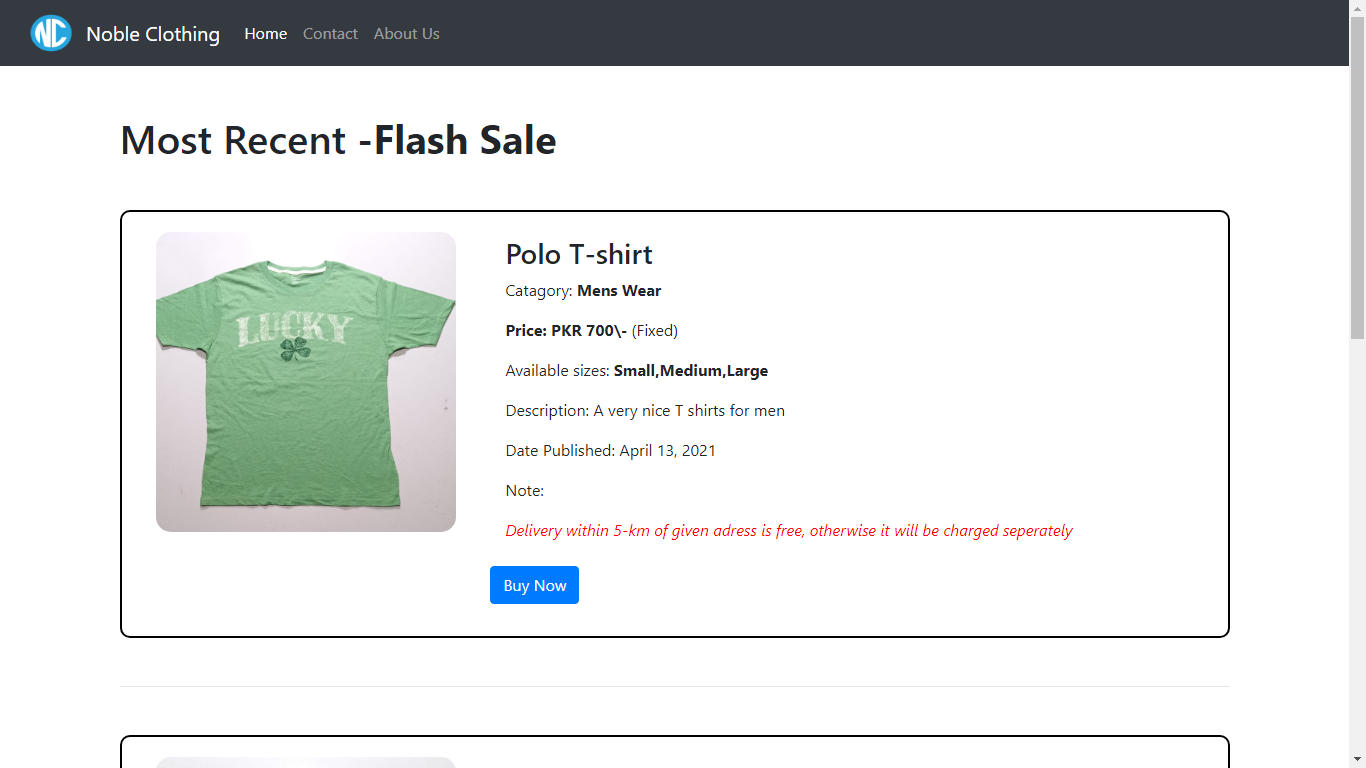 NC Noble Clothing Home Contact About Us
Most Recent -Flash Sale
LUCKY
Polo T-shirt
Catagory: Mens Wear
Price: PKR 700\- (Fixed)
Available sizes: Small,Medium,Large
Description: A very nice T shirts for men
Date Published: April 13, 2021
Note:
Delivery within 5-km of given adress is free, otherwise it will be charged seperately
Buy Now